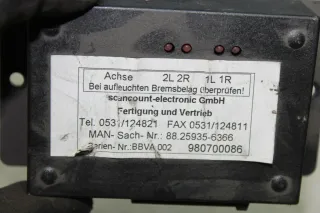 Achse 2L 2R 1L 1R
Bei aufleuchten Bremsbelag überprüfen!
scancount-electronic GmbH
Fertigung und Vertrieb
Tel. 0531/124821 FAX 0531/124811
MAN- Sach- Nr.: 88.25935-6366
Serien- Nr.:BBVA 002 980700086